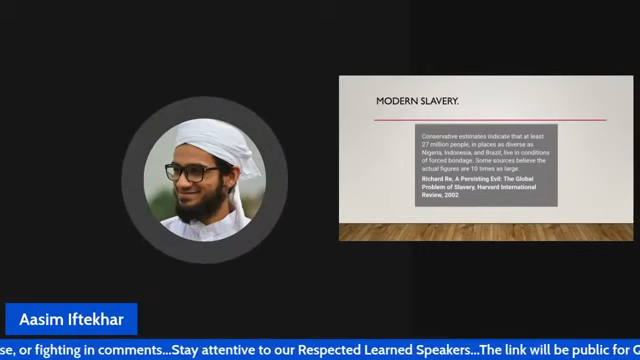 MODERN SLAVERY.
Conservative estimates indicate that at least
27 million people, in places as diverse as
Nigeria, Indonesia, and Brazil, live in conditions
of forced bondage. Some sources believe the
actual figures are 10 times as large.
Richard Re, A Persisting Evil: The Global
Problem of Slavery, Harvard International
Review, 2002
Aasim Iftekhar
se, or fighting in comments...Stay attentive to our Respected Learned Speakers...The link will be public for